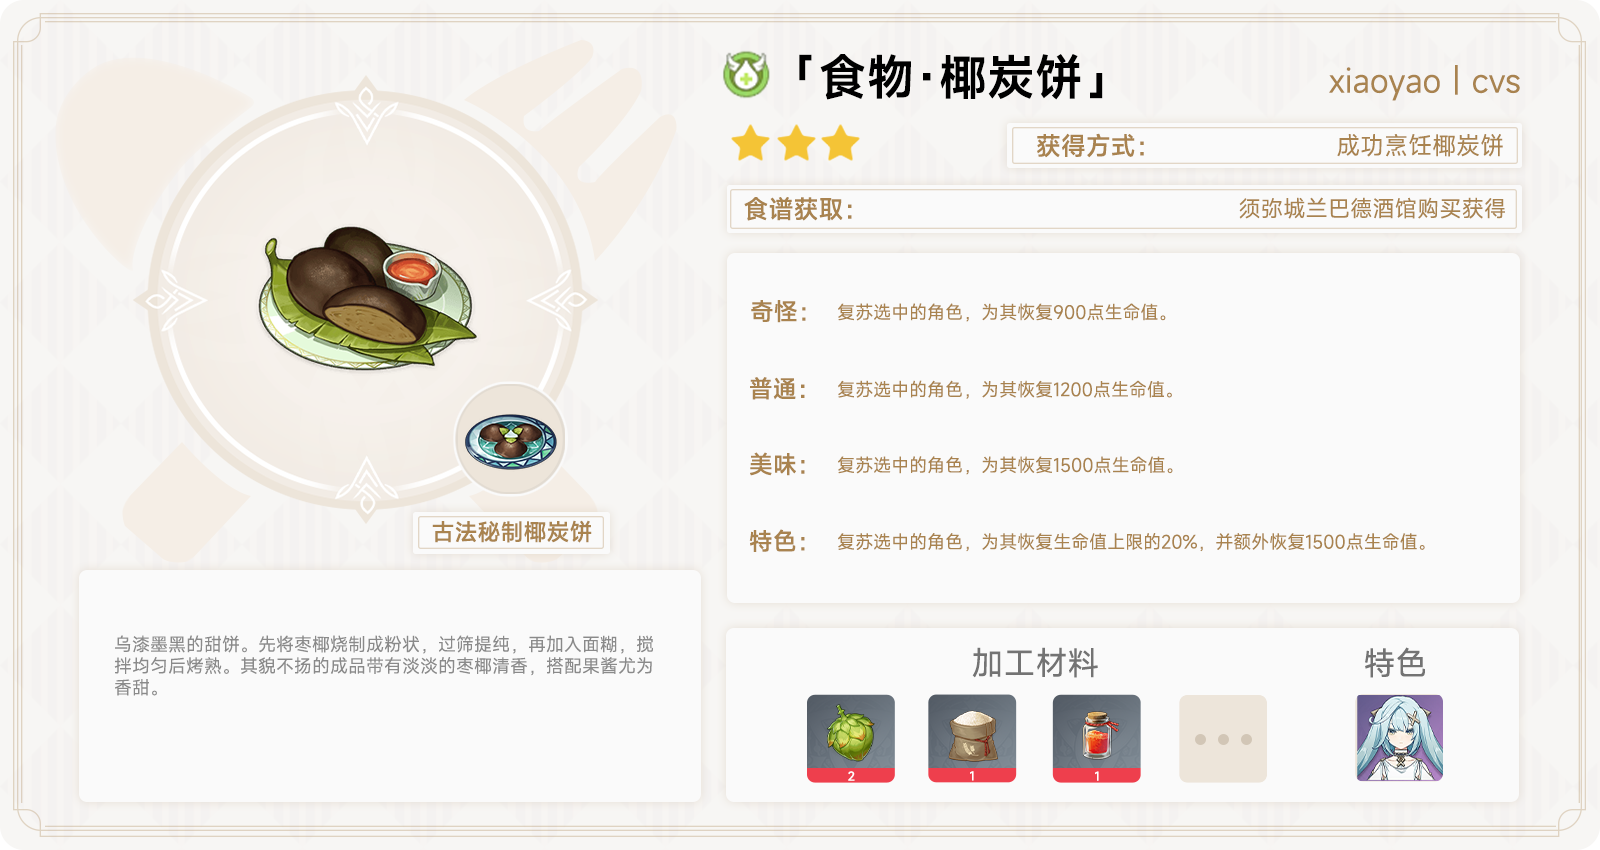 「食物·椰炭饼」
xiaoyao | cvs
获得方式：
成功烹饪椰炭饼
食谱获取：
须弥城兰巴德酒馆购买获得
奇怪：
复苏选中的角色，为其恢复900点生命值。
普通：
复苏选中的角色，为其恢复1200点生命值。
美味：
复苏选中的角色，为其恢复1500点生命值。
特色：
复苏选中的角色，为其恢复生命值上限的20%，并额外恢复1500点生命值。
古法秘制椰炭饼
乌漆墨黑的甜饼。先将枣椰烧制成粉状，过筛提纯，再加入面糊，搅
拌均匀后烤熟。其貌不扬的成品带有淡淡的枣椰清香，搭配果酱尤为
香甜。
加工材料
特色
2
1
1